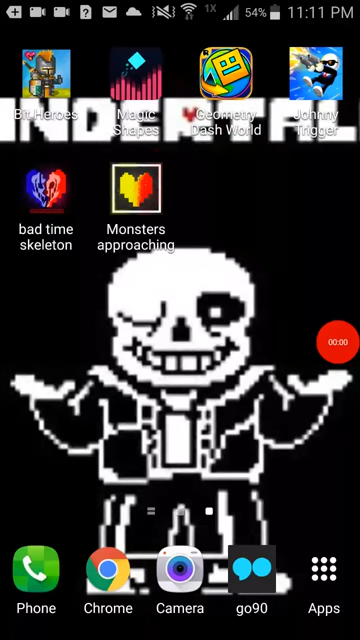 1X 54% 11:11 PM
Bit Heroes
Magic
Shapes
Geometry
Dash World
Johnny
Trigger
bad time
skeleton
Monsters
approaching
00:00
Phone
Chrome
Camera
go90
Apps